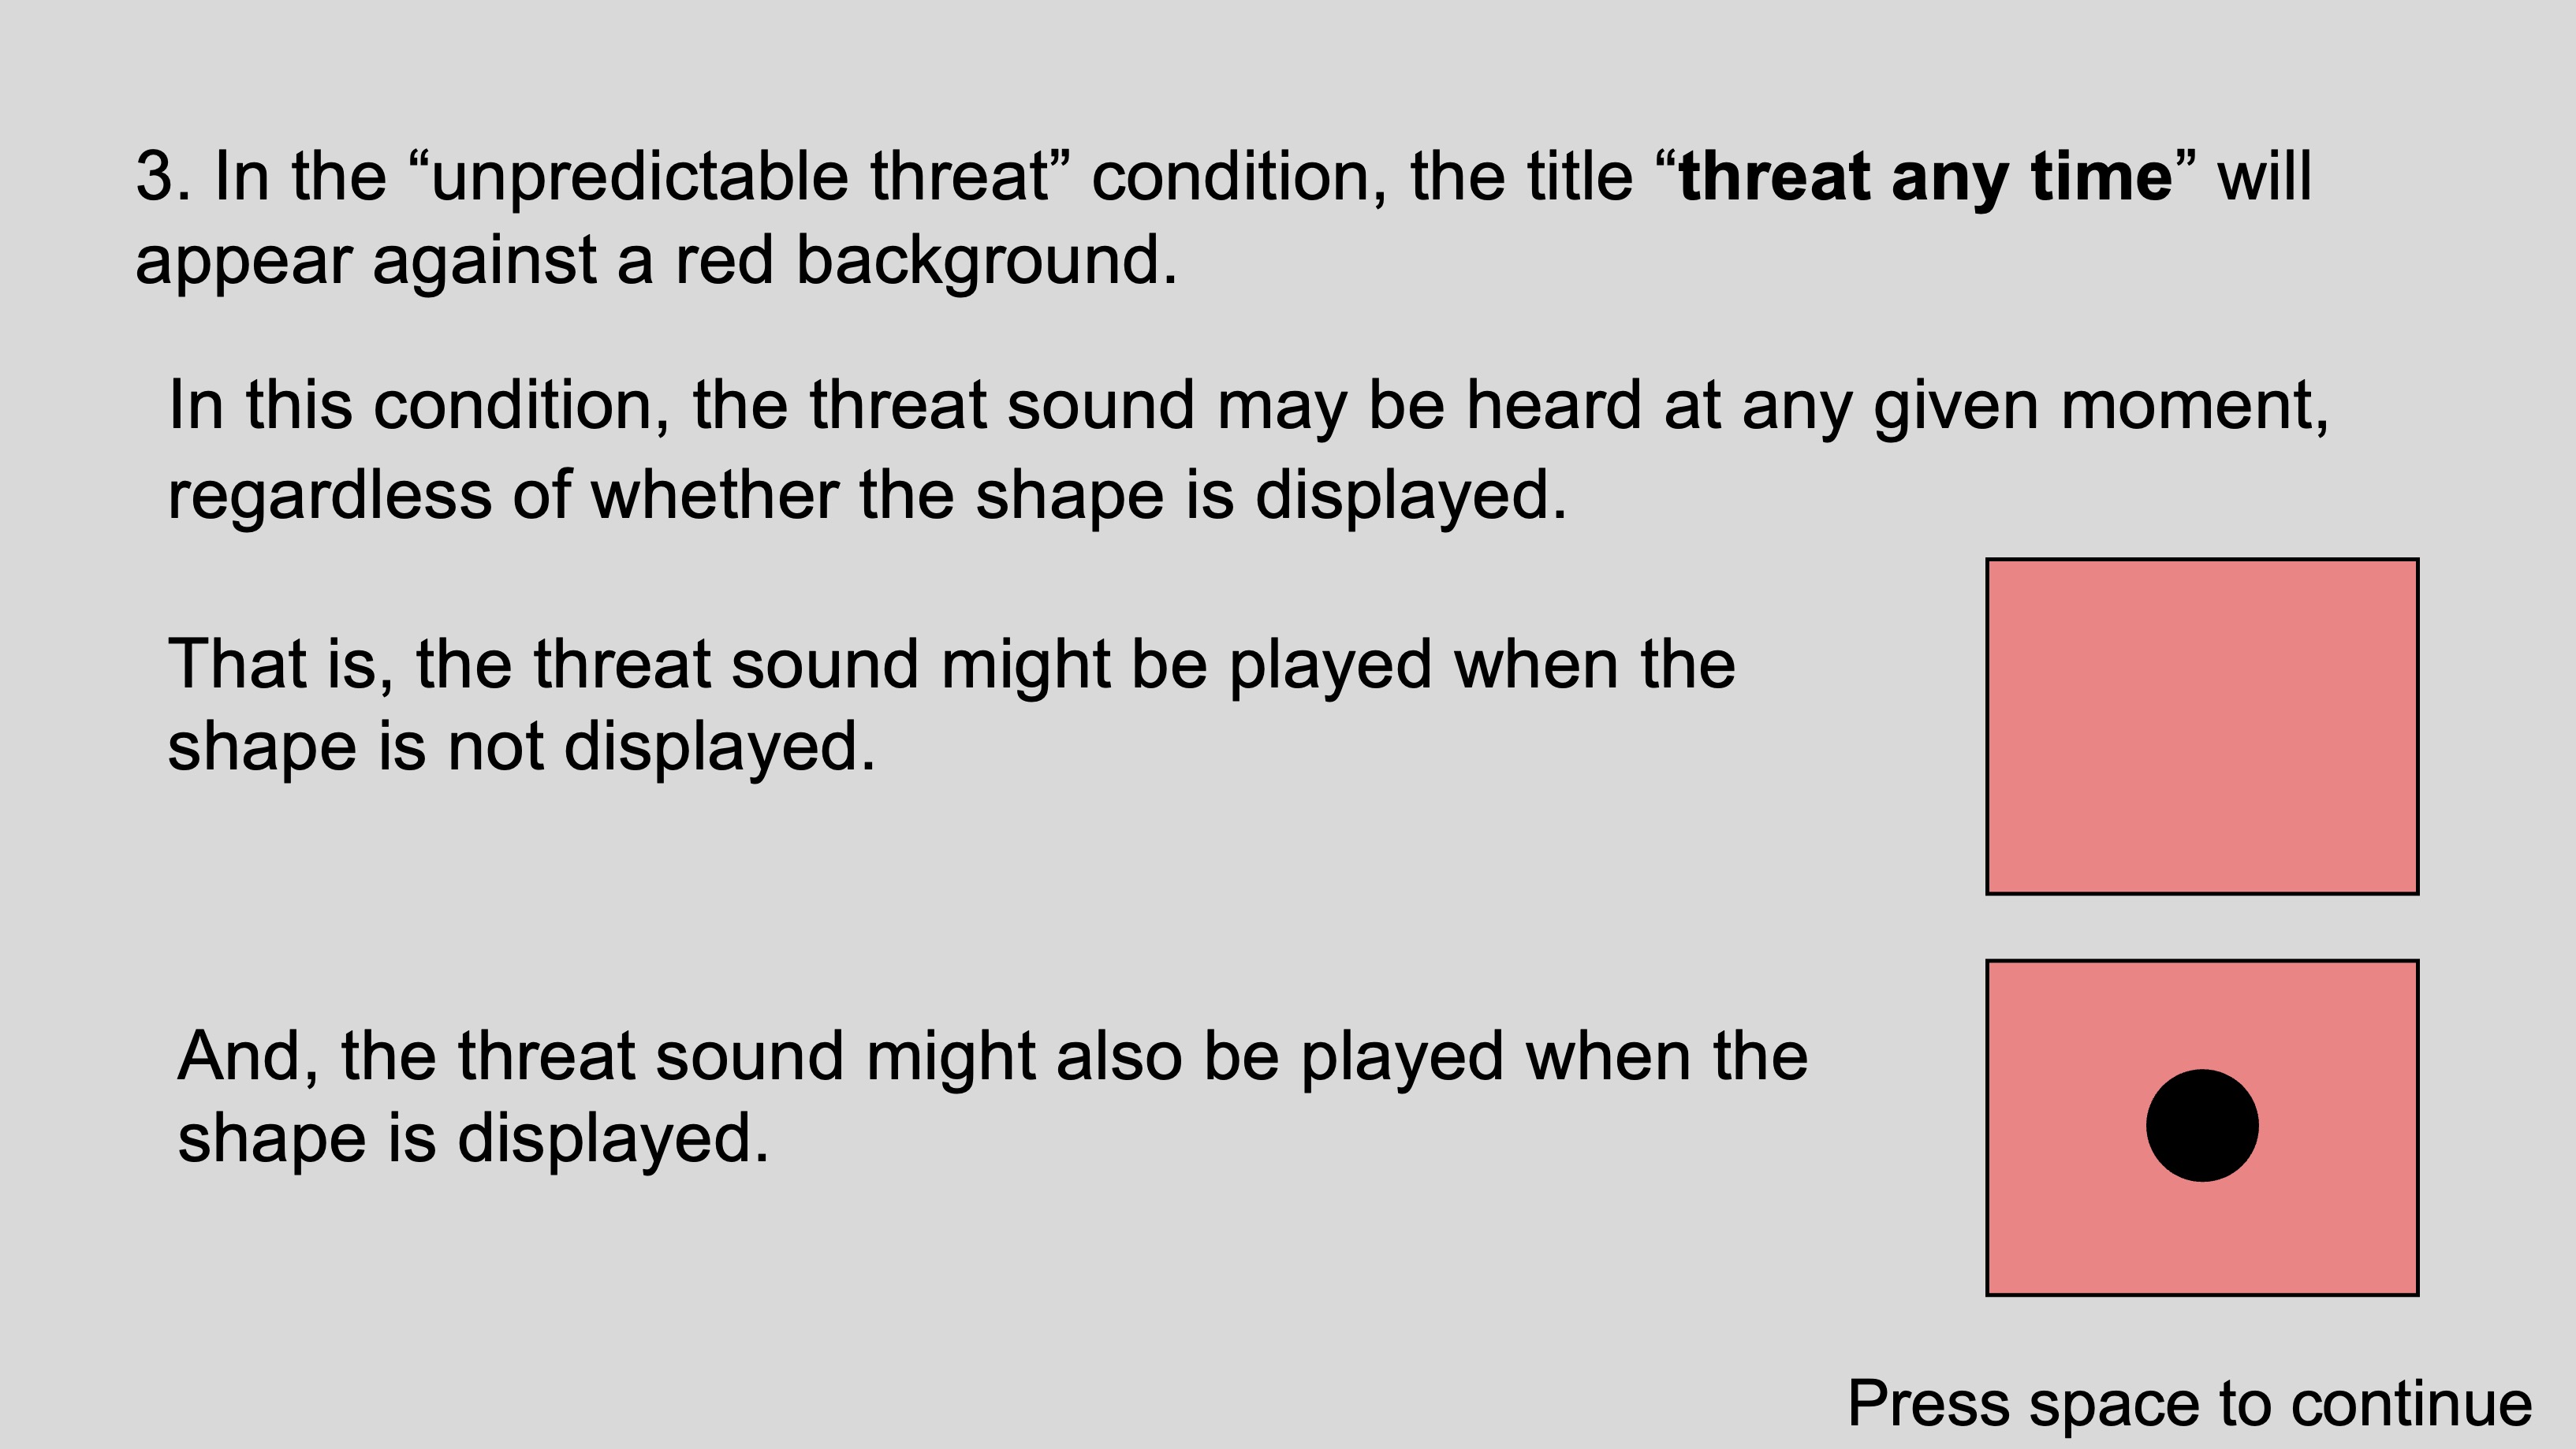 3. In the “unpredictable threat” condition, the title “threat any time” will
appear against a red background.
In this condition, the threat sound may be heard at any given moment,
regardless of whether the shape is displayed.
That is, the threat sound might be played when the
shape is not displayed.
And, the threat sound might also be played when the
shape is displayed.
Press space to continue